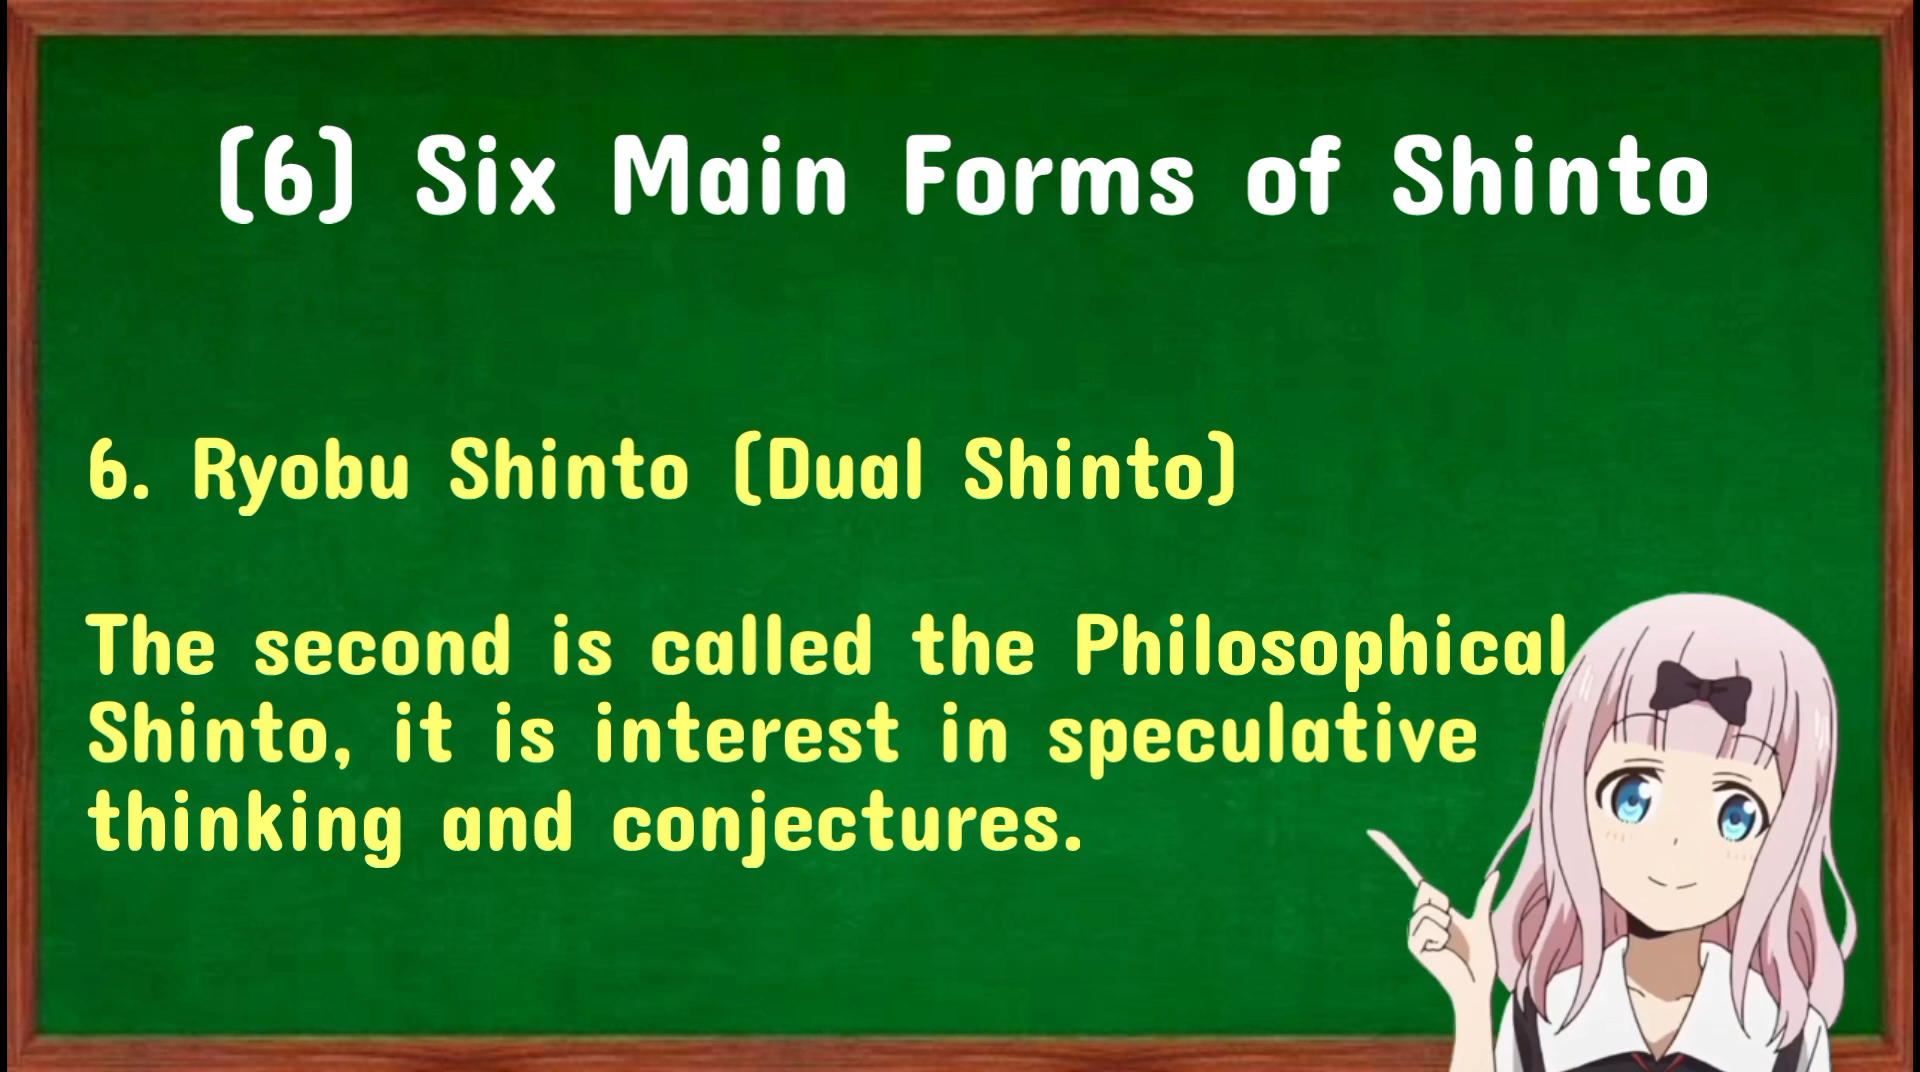 (6) Six Main Forms of Shinto
6. Ryobu Shinto (Dual Shinto)
The second is called the Philosophical
Shinto, it is interest in speculative
thinking and conjectures.